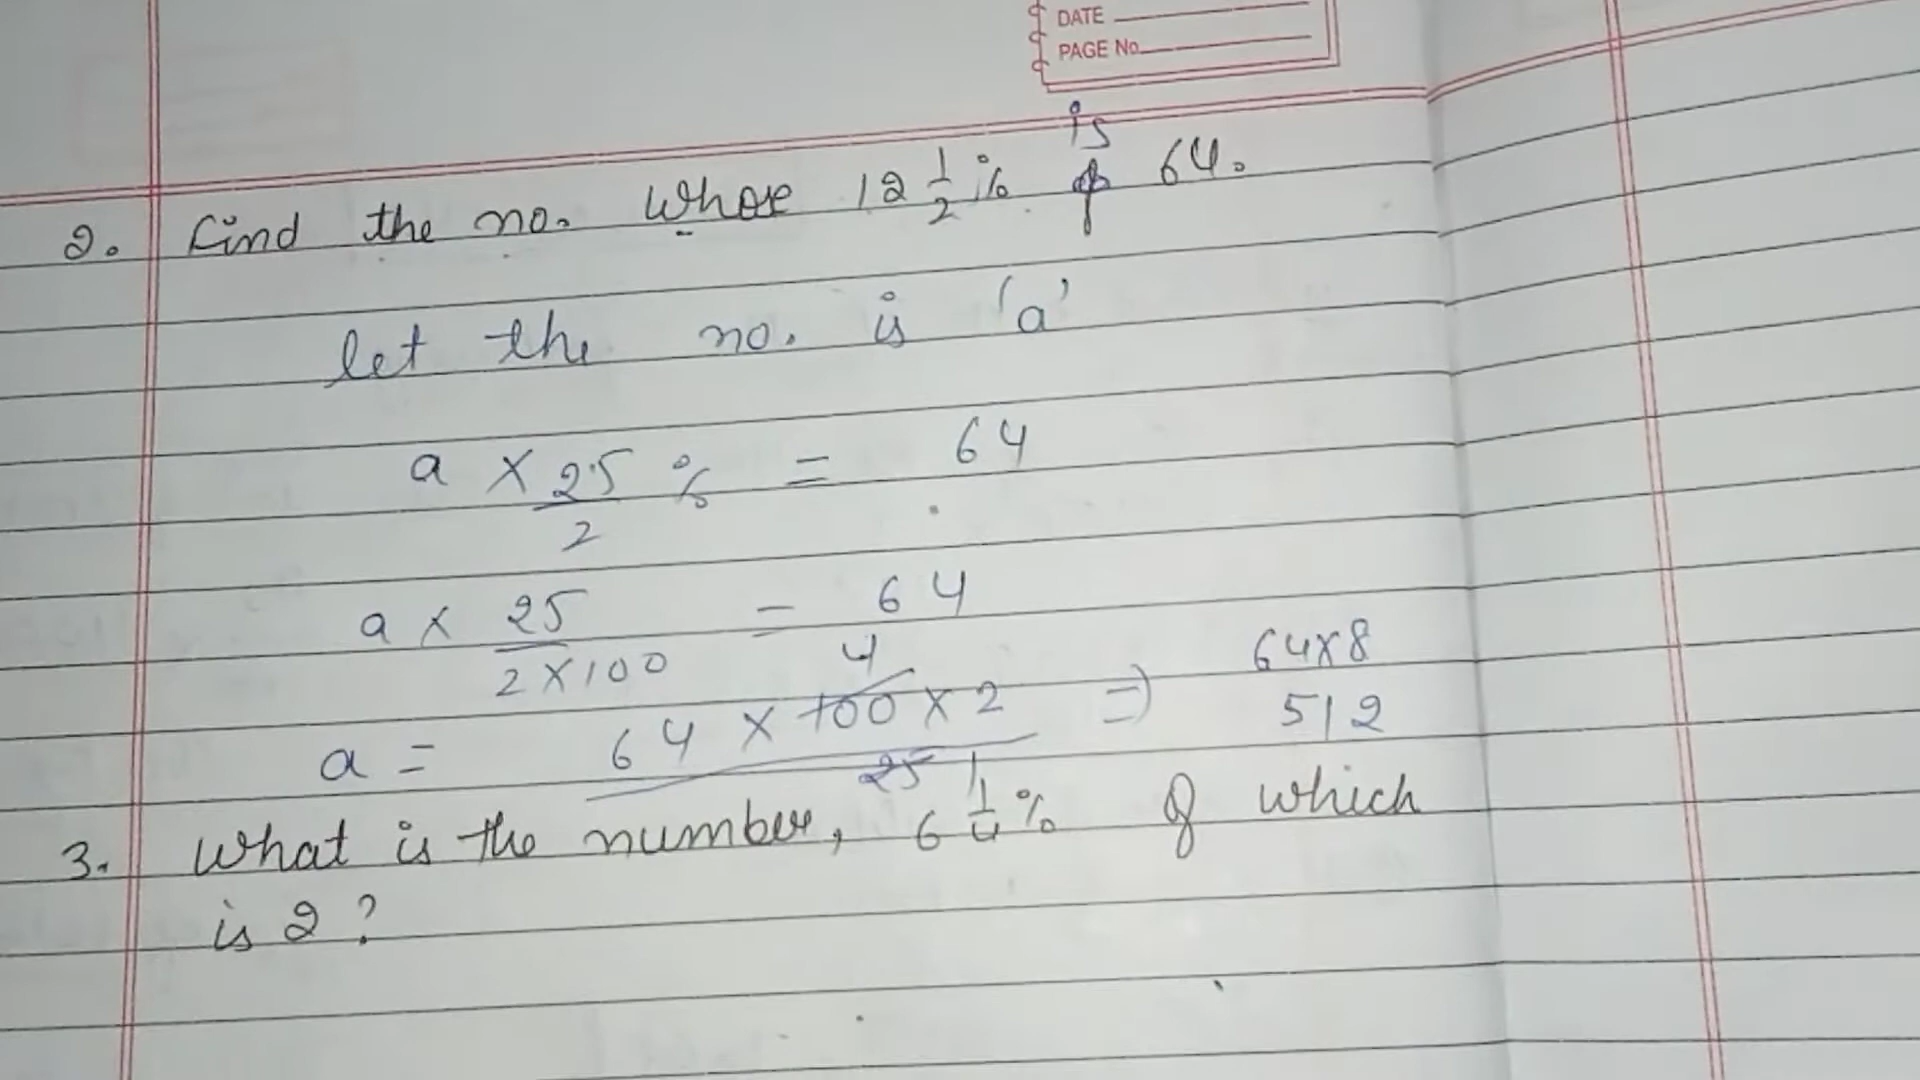 DATE
PAGE No.
2. Find the no. whose 12 1/2 % is 64.
let the no. is 'a'
a × 25/2 % = 64
a × 25/(2×100) = 64
a = (64 × 100 × 2)/25 ⇒ 64×8
4
1
512
3. What is the number, 6 1/4 % of which
is 2 ?